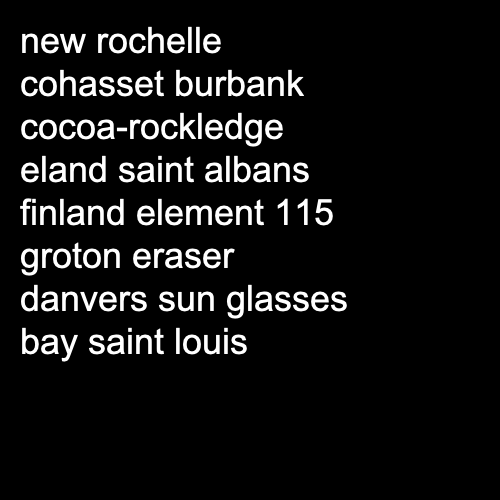 new rochelle
cohasset burbank
cocoa-rockledge
eland saint albans
finland element 115
groton eraser
danvers sun glasses
bay saint louis